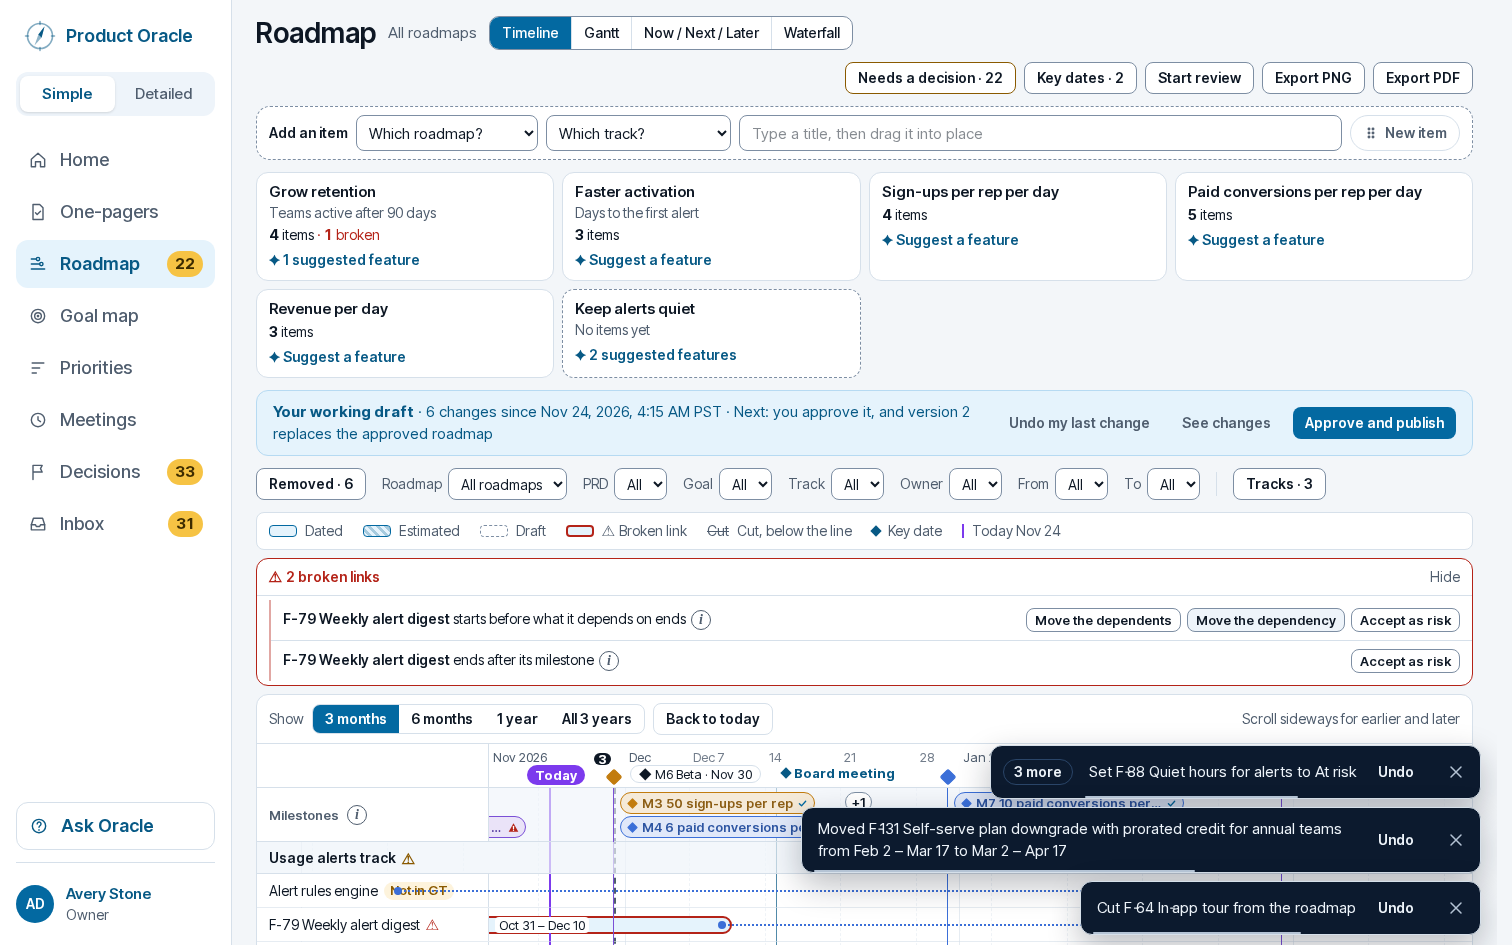 Product Oracle
Simple
Detailed
Home
One-pagers
Roadmap
22
Goal map
Priorities
Meetings
Decisions
33
Inbox
31
Ask Oracle
AD
Avery Stone
Owner
Roadmap
All roadmaps
Timeline
Gantt
Now / Next / Later
Waterfall
Needs a decision · 22
Key dates · 2
Start review
Export PNG
Export PDF
Add an item
Which roadmap?
Which track?
Type a title, then drag it into place
New item
Grow retention
Teams active after 90 days
4 items · 1 broken
1 suggested feature
Faster activation
Days to the first alert
3 items
Suggest a feature
Sign-ups per rep per day
4 items
Suggest a feature
Paid conversions per rep per day
5 items
Suggest a feature
Revenue per day
3 items
Suggest a feature
Keep alerts quiet
No items yet
2 suggested features
Your working draft · 6 changes since Nov 24, 2026, 4:15 AM PST · Next: you approve it, and version 2
replaces the approved roadmap
Undo my last change
See changes
Approve and publish
Removed · 6
Roadmap
All roadmaps
PRD
All
Goal
All
Track
All
Owner
All
From
All
To
All
Tracks · 3
Dated
Estimated
Draft
⚠ Broken link
Cut
Cut, below the line
Key date
Today Nov 24
⚠ 2 broken links
Hide
F-79 Weekly alert digest starts before what it depends on ends
Move the dependents
Move the dependency
Accept as risk
F-79 Weekly alert digest ends after its milestone
Accept as risk
Show
3 months
6 months
1 year
All 3 years
Back to today
Scroll sideways for earlier and later
Nov 2026
3
Dec
Dec 7
14
21
28
Jan
Today
M6 Beta · Nov 30
Board meeting
Milestones
M3 50 sign-ups per rep
+1
M7 10 paid conversions per…
…
M4 6 paid conversions
Usage alerts track
Alert rules engine
Not in GT
F-79 Weekly alert digest
Oct 31 – Dec 10
3 more
Set F-88 Quiet hours for alerts to At risk
Undo
Moved F-131 Self-serve plan downgrade with prorated credit for annual teams
from Feb 2 – Mar 17 to Mar 2 – Apr 17
Undo
Cut F-64 In-app tour from the roadmap
Undo